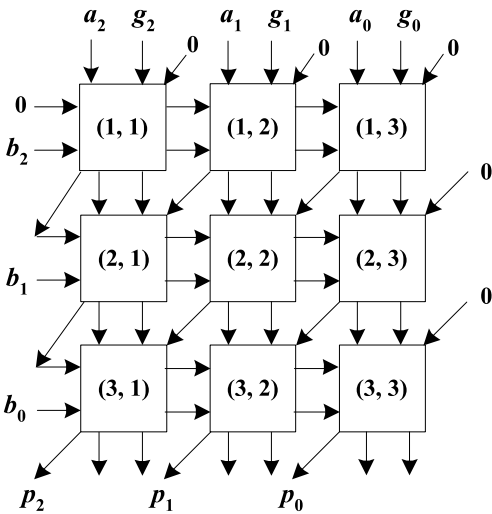 a₂ g₂ a₁ g₁ a₀ g₀
0 0 0
0 (1, 1) (1, 2) (1, 3)
b₂
0
(2, 1) (2, 2) (2, 3)
b₁
0
(3, 1) (3, 2) (3, 3)
b₀
p₂ p₁ p₀